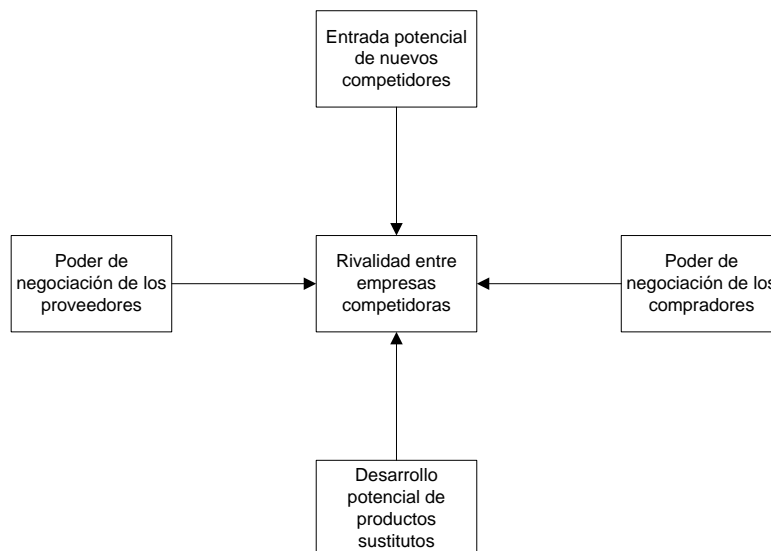 Entrada potencial
de nuevos
competidores
Poder de
negociación de los
proveedores
Rivalidad entre
empresas
competidoras
Poder de
negociación de los
compradores
Desarrollo
potencial de
productos
sustitutos